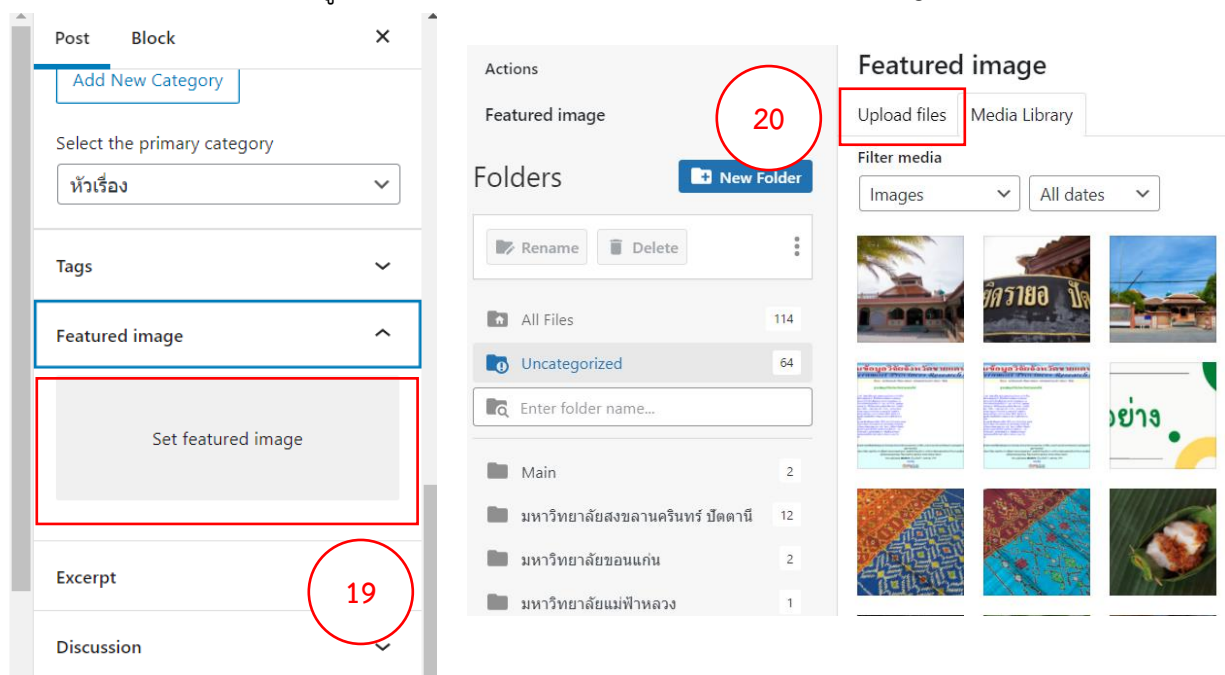 Post Block
Add New Category
Select the primary category
หัวเรื่อง
Tags
Featured image
Set featured image
Excerpt
19
Discussion
Actions
Featured image
20
Folders
New Folder
Rename Delete
All Files 114
Uncategorized 64
Enter folder name...
Main 2
มหาวิทยาลัยสงขลานครินทร์ ปัตตานี 12
มหาวิทยาลัยขอนแก่น 2
มหาวิทยาลัยแม่ฟ้าหลวง 1
Featured image
Upload files Media Library
Filter media
Images All dates